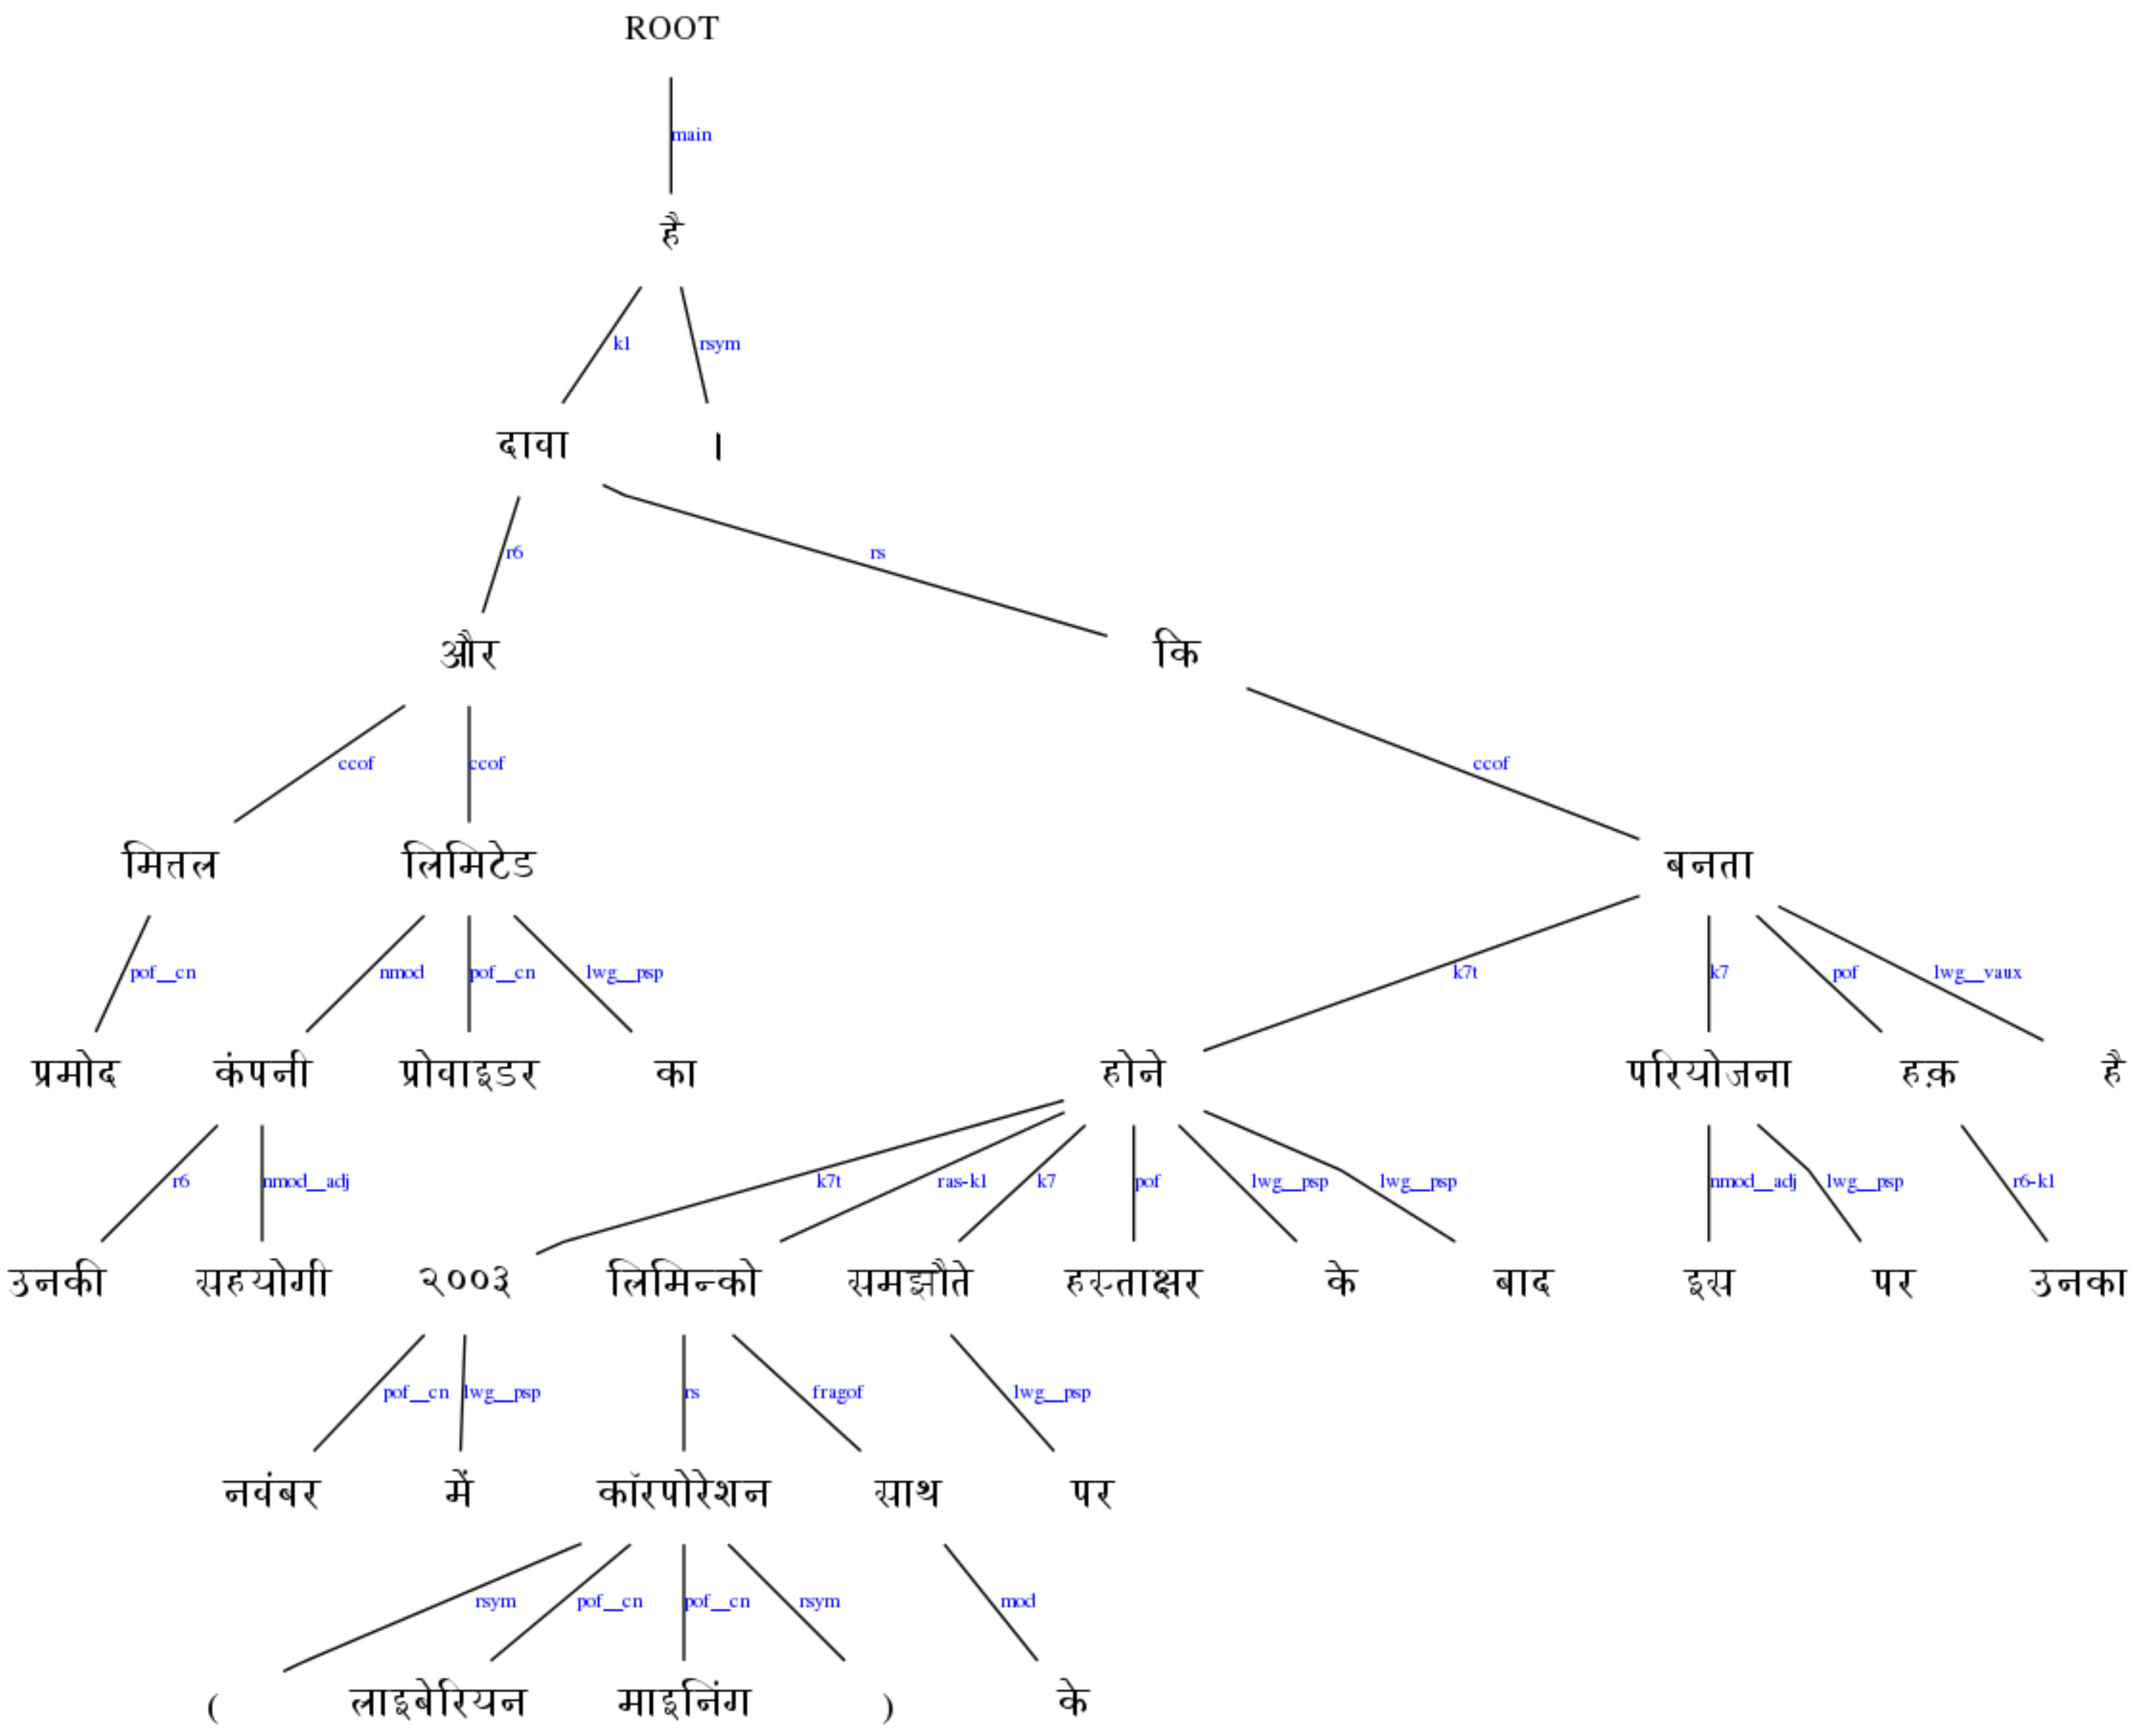 ROOT
main
है
k1 rsym
दावा ।
r6 rs
और कि
ccof ccof ccof
मित्तल लिमिटेड बनता
pof__cn nmod pof__cn lwg__psp k7t k7 pof lwg__vaux
प्रमोद कंपनी प्रोवाइडर का होने परियोजना हक़ है
r6 nmod__adj k7t ras-k1 k7 pof lwg__psp lwg__psp nmod__adj lwg__psp r6-k1
उनकी सहयोगी २००३ लिमिन्को समझौते हस्ताक्षर के बाद इस पर उनका
pof__cn lwg__psp rs fragof lwg__psp
नवंबर में कॉरपोरेशन साथ पर
rsym pof__cn pof__cn rsym mod
( लाइबेरियन माइनिंग ) के